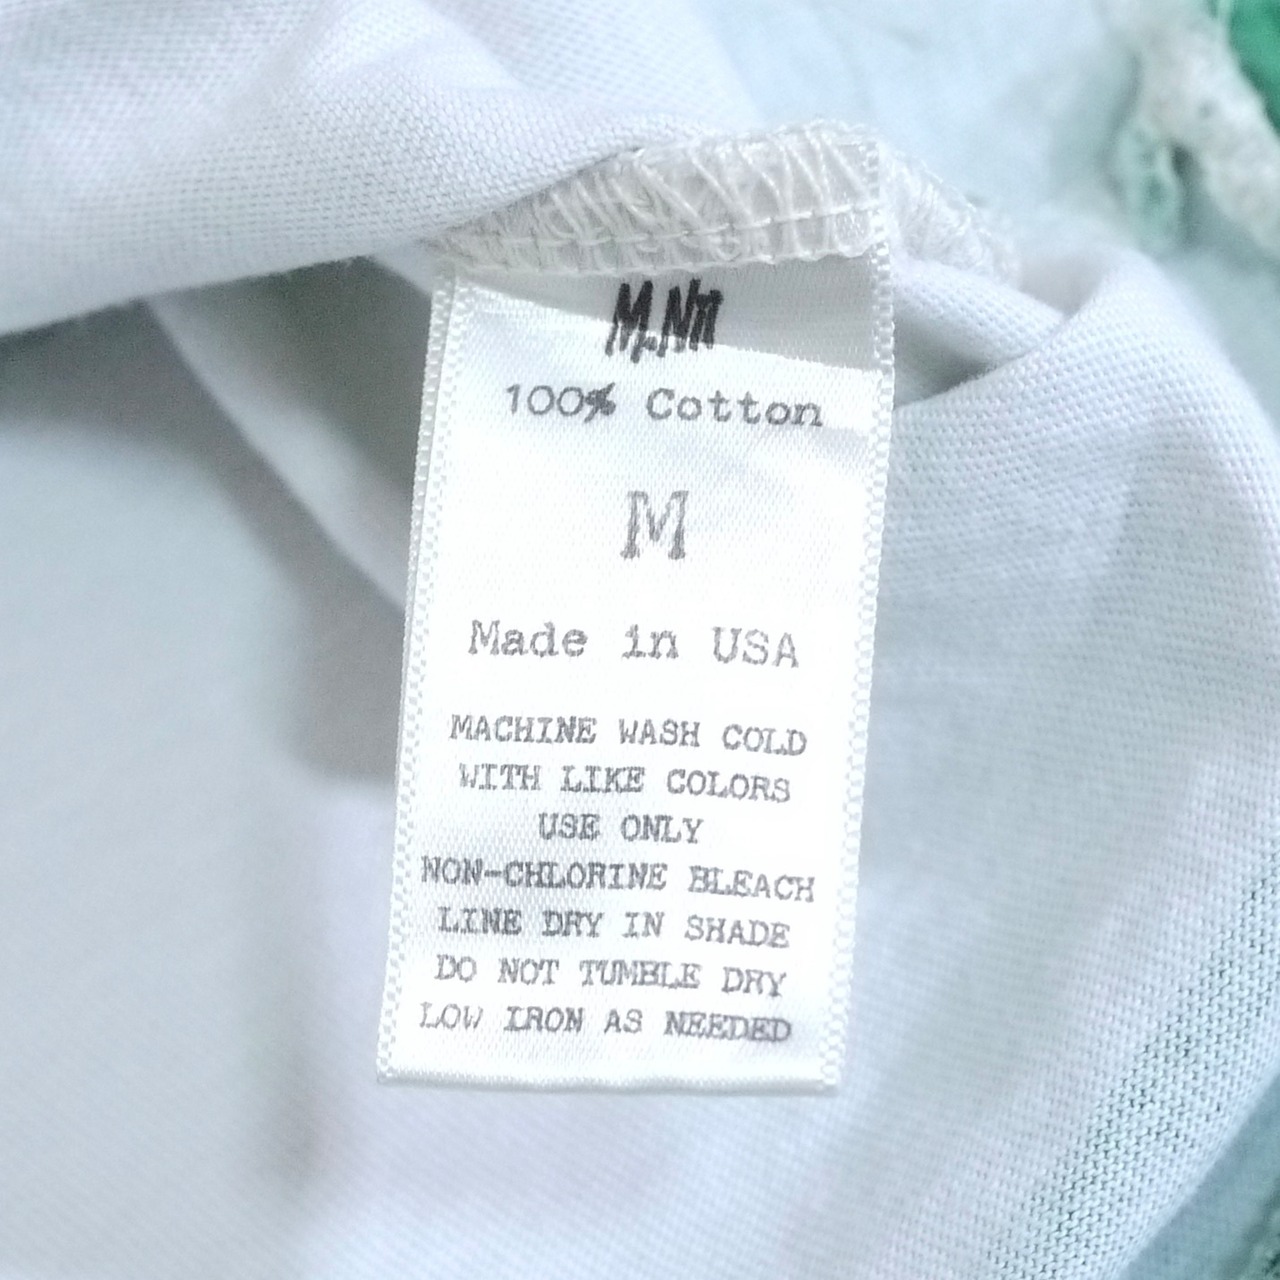 100% Cotton
M
Made in USA
MACHINE WASH COLD
WITH LIKE COLORS
USE ONLY
NON-CHLORINE BLEACH
LINE DRY IN SHADE
DO NOT TUMBLE DRY
LOW IRON AS NEEDED